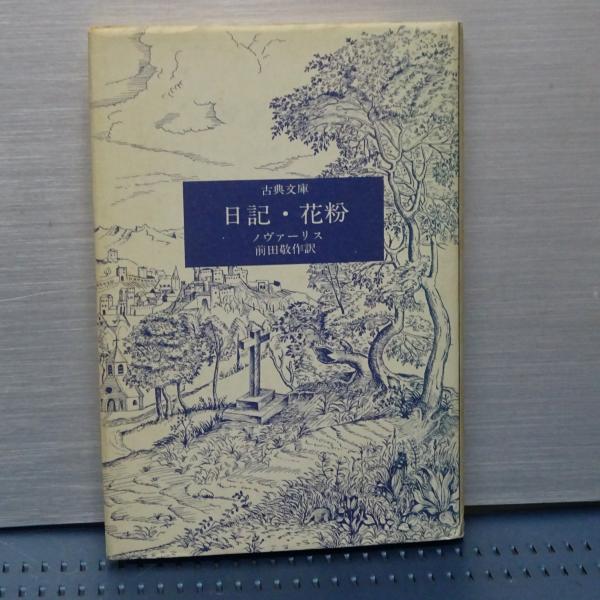 古典文庫
日記・花粉
ノヴァーリス
前田敬作訳